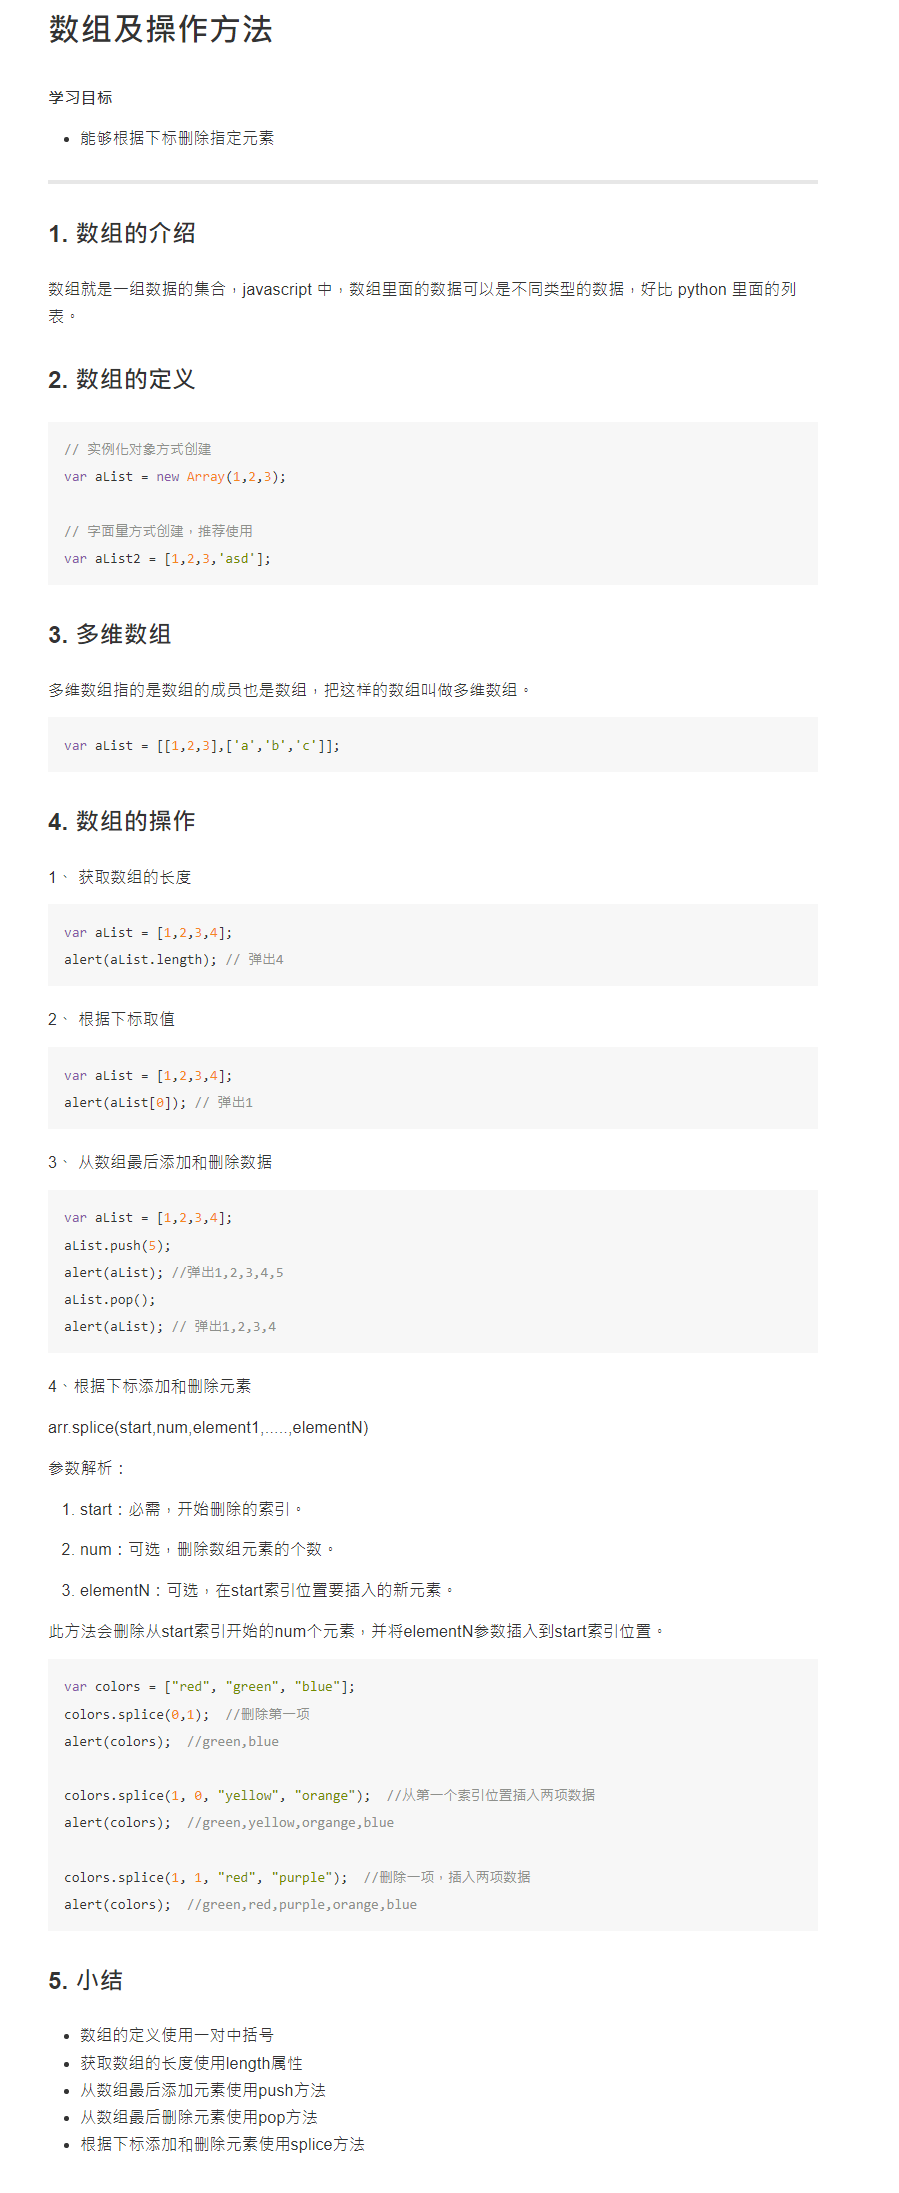 数组及操作方法
学习目标
• 能够根据下标删除指定元素
1. 数组的介绍
数组就是一组数据的集合，javascript 中，数组里面的数据可以是不同类型的数据，好比 python 里面的列
表。
2. 数组的定义
// 实例化对象方式创建
var aList = new Array(1,2,3);
// 字面量方式创建，推荐使用
var aList2 = [1,2,3,'asd'];
3. 多维数组
多维数组指的是数组的成员也是数组，把这样的数组叫做多维数组。
var aList = [[1,2,3],['a','b','c']];
4. 数组的操作
1、 获取数组的长度
var aList = [1,2,3,4];
alert(aList.length); // 弹出4
2、 根据下标取值
var aList = [1,2,3,4];
alert(aList[0]); // 弹出1
3、 从数组最后添加和删除数据
var aList = [1,2,3,4];
aList.push(5);
alert(aList); //弹出1,2,3,4,5
aList.pop();
alert(aList); // 弹出1,2,3,4
4、根据下标添加和删除元素
arr.splice(start,num,element1,.....,elementN)
参数解析：
1. start：必需，开始删除的索引。
2. num：可选，删除数组元素的个数。
3. elementN：可选，在start索引位置要插入的新元素。
此方法会删除从start索引开始的num个元素，并将elementN参数插入到start索引位置。
var colors = ["red", "green", "blue"];
colors.splice(0,1);  //删除第一项
alert(colors);  //green,blue
colors.splice(1, 0, "yellow", "orange");  //从第一个索引位置插入两项数据
alert(colors);  //green,yellow,organge,blue
colors.splice(1, 1, "red", "purple");  //删除一项，插入两项数据
alert(colors);  //green,red,purple,orange,blue
5. 小结
• 数组的定义使用一对中括号
• 获取数组的长度使用length属性
• 从数组最后添加元素使用push方法
• 从数组最后删除元素使用pop方法
• 根据下标添加和删除元素使用splice方法